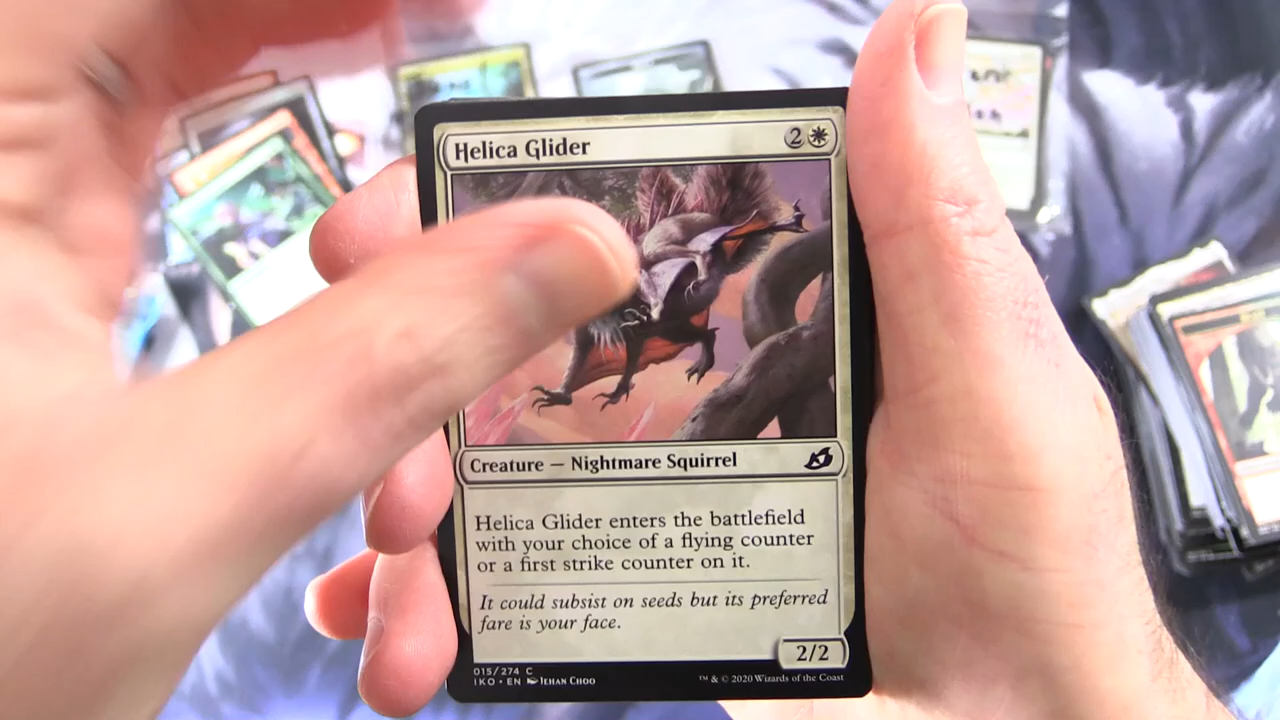 Helica Glider 2
Creature — Nightmare Squirrel
Helica Glider enters the battlefield
with your choice of a flying counter
or a first strike counter on it.
It could subsist on seeds but its preferred
fare is your face.
2/2
015/274 C
IKO • EN Jehan Choo
™ & © 2020 Wizards of the Coast